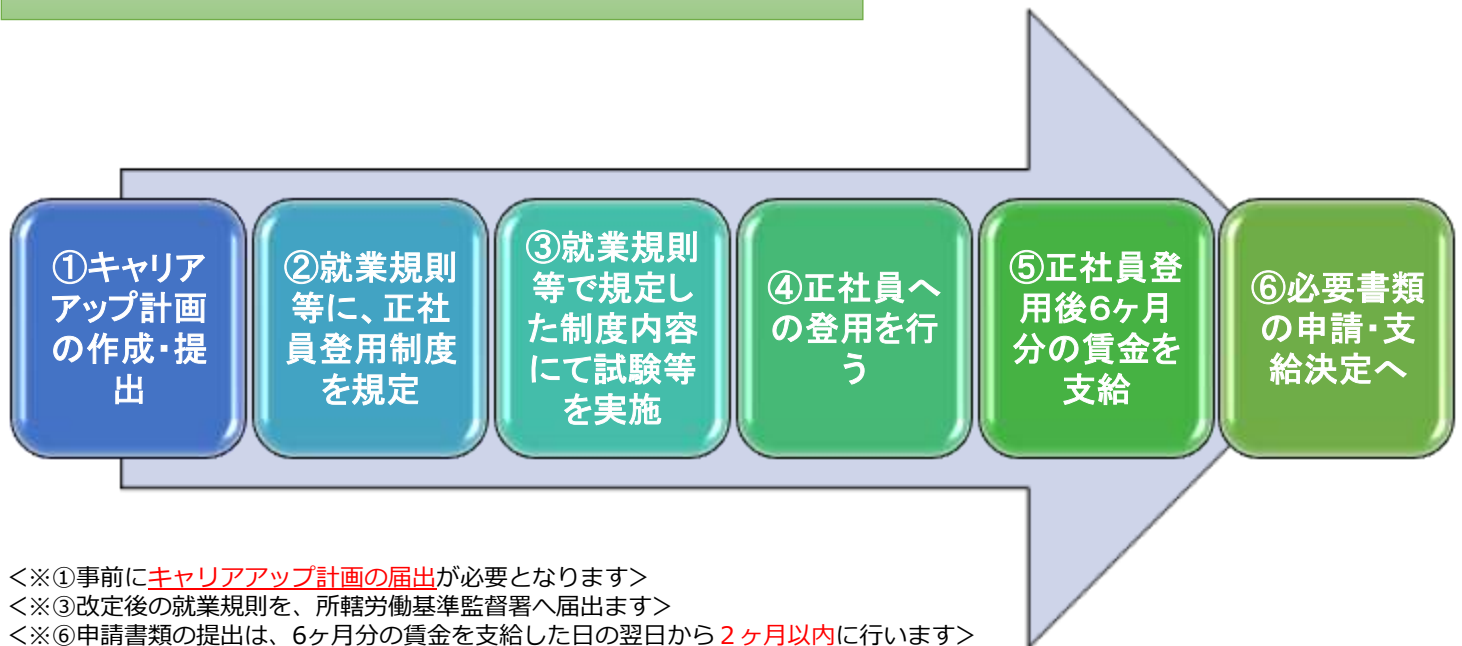 ①キャリア
アップ計画
の作成・提
出
②就業規則
等に、正社
員登用制度
を規定
③就業規則
等で規定し
た制度内容
にて試験等
を実施
④正社員へ
の登用を行
う
⑤正社員登
用後6ヶ月
分の賃金を
支給
⑥必要書類
の申請・支
給決定へ
<※①事前にキャリアアップ計画の届出が必要となります>
<※③改定後の就業規則を、所轄労働基準監督署へ届出ます>
<※⑥申請書類の提出は、6ヶ月分の賃金を支給した日の翌日から２ヶ月以内に行います>